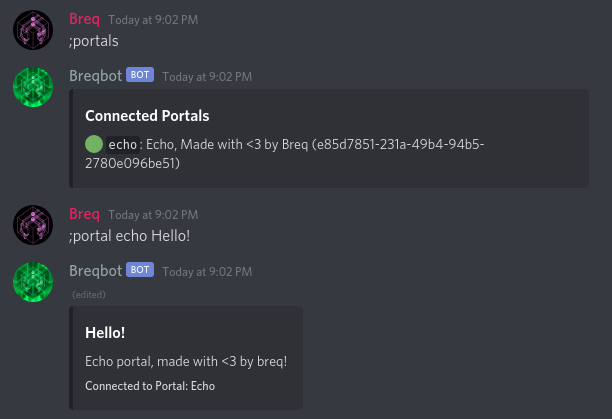 Breq Today at 9:02 PM
;portals
Breqbot BOT Today at 9:02 PM
Connected Portals
echo: Echo, Made with <3 by Breq (e85d7851-231a-49b4-94b5-
2780e096be51)
Breq Today at 9:02 PM
;portal echo Hello!
Breqbot BOT Today at 9:02 PM
(edited)
Hello!
Echo portal, made with <3 by breq!
Connected to Portal: Echo